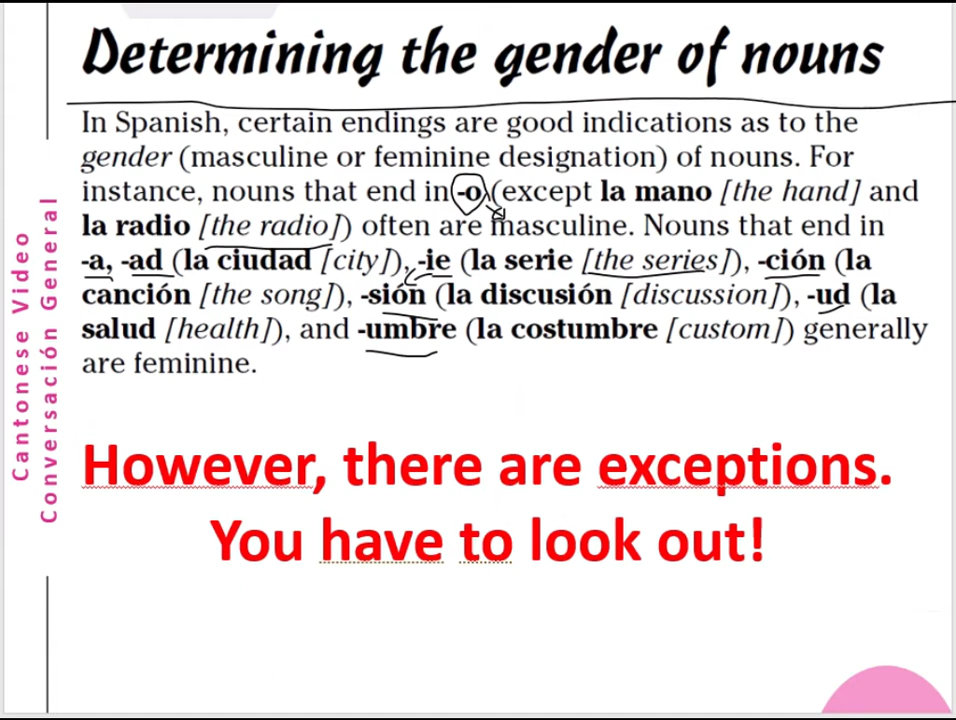 Determining the gender of nouns
In Spanish, certain endings are good indications as to the
gender (masculine or feminine designation) of nouns. For
instance, nouns that end in -o (except la mano [the hand] and
la radio [the radio]) often are masculine. Nouns that end in
-a, -ad (la ciudad [city]), -ie (la serie [the series]), -ción (la
canción [the song]), -sión (la discusión [discussion]), -ud (la
salud [health]), and -umbre (la costumbre [custom]) generally
are feminine.
However, there are exceptions.
You have to look out!
Cantonese Video
Conversación General